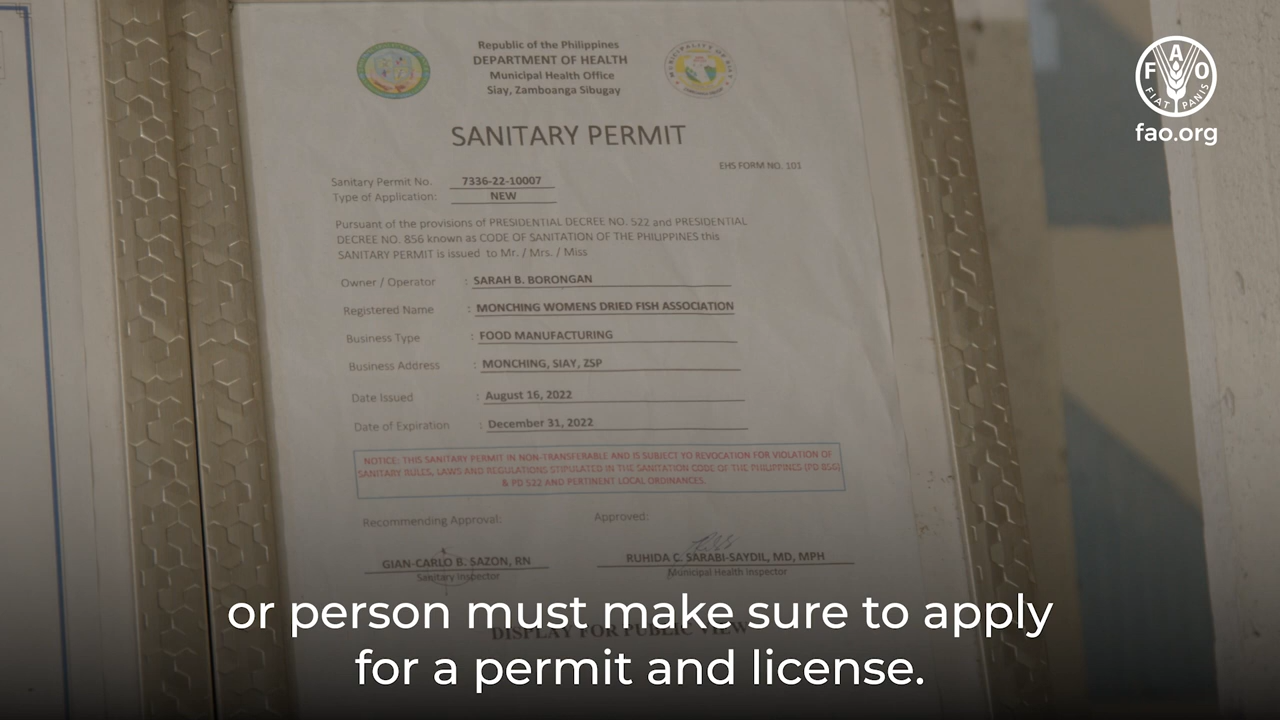 Republic of the Philippines
DEPARTMENT OF HEALTH
Municipal Health Office
Siay, Zamboanga Sibugay
SANITARY PERMIT
EHS FORM NO. 101
Sanitary Permit No. 7336-22-10007
Type of Application: NEW
Pursuant of the provisions of PRESIDENTIAL DECREE NO. 522 and PRESIDENTIAL
DECREE NO. 856 known as CODE OF SANITATION OF THE PHILIPPINES this
SANITARY PERMIT is issued to Mr. / Mrs. / Miss
Owner / Operator : SARAH B. BORONGAN
Registered Name : MONCHING WOMENS DRIED FISH ASSOCIATION
Business Type : FOOD MANUFACTURING
Business Address : MONCHING, SIAY, ZSP
Date Issued : August 16, 2022
Date of Expiration : December 31, 2022
NOTICE: THIS SANITARY PERMIT IN NON-TRANSFERABLE AND IS SUBJECT YO REVOCATION FOR VIOLATION OF
SANITARY RULES, LAWS AND REGULATIONS STIPULATED IN THE SANITATION CODE OF THE PHILIPPINES (PD 856)
& PD 522 AND PERTINENT LOCAL ORDINANCES.
Recommending Approval: Approved:
GIAN-CARLO B. SAZON, RN RUHIDA C. SARABI-SAYDIL, MD, MPH
Sanitary Inspector Municipal Health Inspector
DISPLAY FOR PUBLIC VIEW
or person must make sure to apply
for a permit and license.
F A O
FIAT PANIS
fao.org